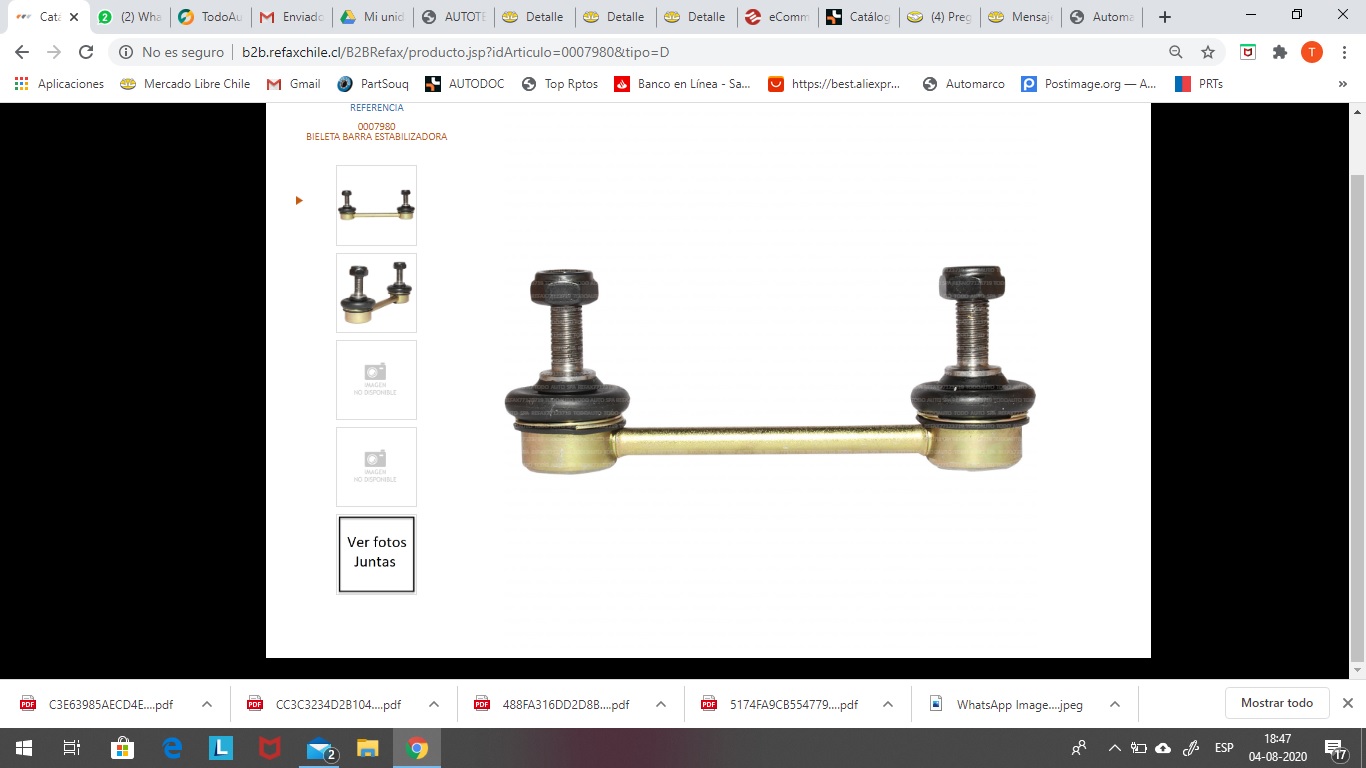 Catá
(2) Wha
TodoAu
Enviado
Mi unid
AUTOTE
Detalle
Detalle
Detalle
eComm
Catálog
(4) Preg
Mensaje
Automa
No es seguro | b2b.refaxchile.cl/B2BRefax/producto.jsp?idArticulo=0007980&tipo=D
T
Aplicaciones
Mercado Libre Chile
Gmail
PartSouq
AUTODOC
Top Rptos
Banco en Línea - Sa...
https://best.aliexpr...
Automarco
Postimage.org — A...
PRTs
»
REFERENCIA
0007980
BIELETA BARRA ESTABILIZADORA
IMAGEN
NO DISPONIBLE
IMAGEN
NO DISPONIBLE
Ver fotos
Juntas
C3E63985AECD4E....pdf
CC3C3234D2B104....pdf
488FA316DD2D8B....pdf
5174FA9CB554779....pdf
WhatsApp Image....jpeg
Mostrar todo
L
2
ESP
18:47
04-08-2020
17